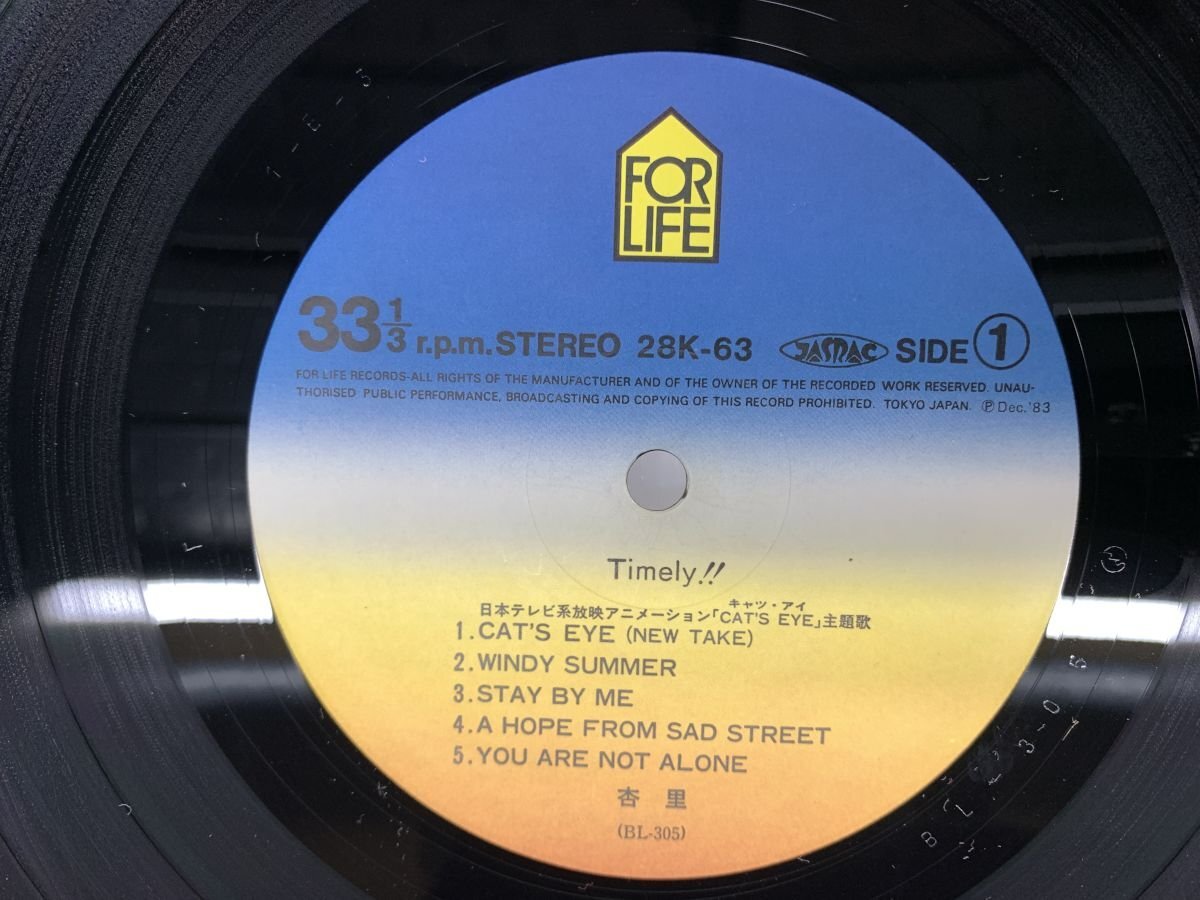 FOR
LIFE
33 1/3 r.p.m. STEREO 28K-63 JASRAC SIDE 1
FOR LIFE RECORDS-ALL RIGHTS OF THE MANUFACTURER AND OF THE OWNER OF THE RECORDED WORK RESERVED. UNAU-
THORISED PUBLIC PERFORMANCE, BROADCASTING AND COPYING OF THIS RECORD PROHIBITED. TOKYO JAPAN. ℗ Dec.'83
Timely!!
キャツ・アイ
日本テレビ系放映アニメーション「CAT'S EYE」主題歌
1.CAT'S EYE (NEW TAKE)
2.WINDY SUMMER
3.STAY BY ME
4.A HOPE FROM SAD STREET
5.YOU ARE NOT ALONE
杏 里
(BL-305)
1-E 5